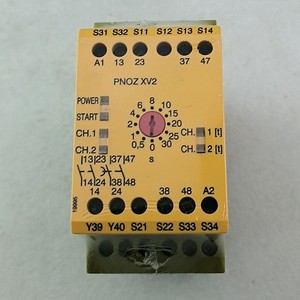 S31 S32 S11 S12 S13 S14
A1 13 23 37 47
PNOZ XV2
POWER
START
CH.1
CH.2
0 8 10 15 20 25 30 0,5 1 2 4 6
s
CH.1 [t]
CH.2 [t]
13 23 37 47
14 24 38 48
14 24 38 48 A2
Y39 Y40 S21 S22 S33 S34